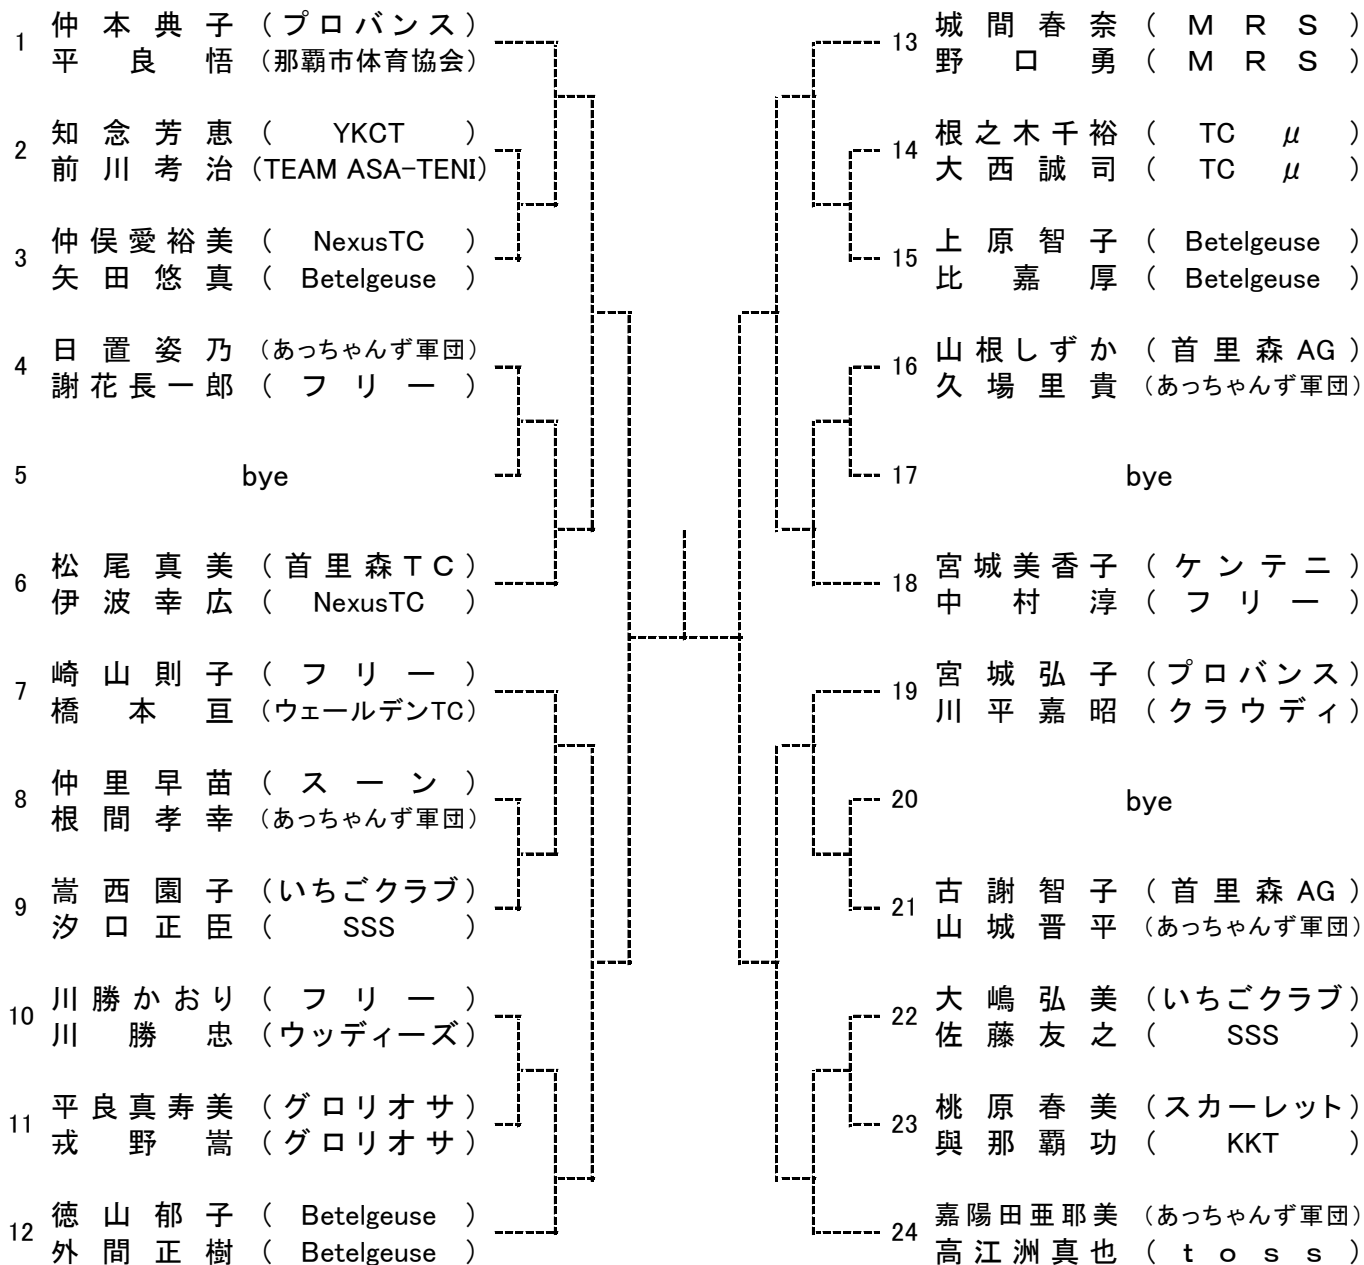 1 仲本典子 (プロバンス)
平良悟 (那覇市体育協会)
2 知念芳恵 (YKCT)
前川考治 (TEAM ASA-TENI)
3 仲俣愛裕美 (NexusTC)
矢田悠真 (Betelgeuse)
4 日置姿乃 (あっちゃんず軍団)
謝花長一郎 (フリー)
5 bye
6 松尾真美 (首里森TC)
伊波幸広 (NexusTC)
7 崎山則子 (フリー)
橋本亘 (ウェールデンTC)
8 仲里早苗 (スーン)
根間孝幸 (あっちゃんず軍団)
9 嵩西園子 (いちごクラブ)
汐口正臣 (SSS)
10 川勝かおり (フリー)
川勝忠 (ウッディーズ)
11 平良真寿美 (グロリオサ)
戎野嵩 (グロリオサ)
12 徳山郁子 (Betelgeuse)
外間正樹 (Betelgeuse)
13 城間春奈 (MRS)
野口勇 (MRS)
14 根之木千裕 (TC μ)
大西誠司 (TC μ)
15 上原智子 (Betelgeuse)
比嘉厚 (Betelgeuse)
16 山根しずか (首里森AG)
久場里貴 (あっちゃんず軍団)
17 bye
18 宮城美香子 (ケンテニ)
中村淳 (フリー)
19 宮城弘子 (プロバンス)
川平嘉昭 (クラウディ)
20 bye
21 古謝智子 (首里森AG)
山城晋平 (あっちゃんず軍団)
22 大嶋弘美 (いちごクラブ)
佐藤友之 (SSS)
23 桃原春美 (スカーレット)
與那覇功 (KKT)
24 嘉陽田亜耶美 (あっちゃんず軍団)
高江洲真也 (toss)